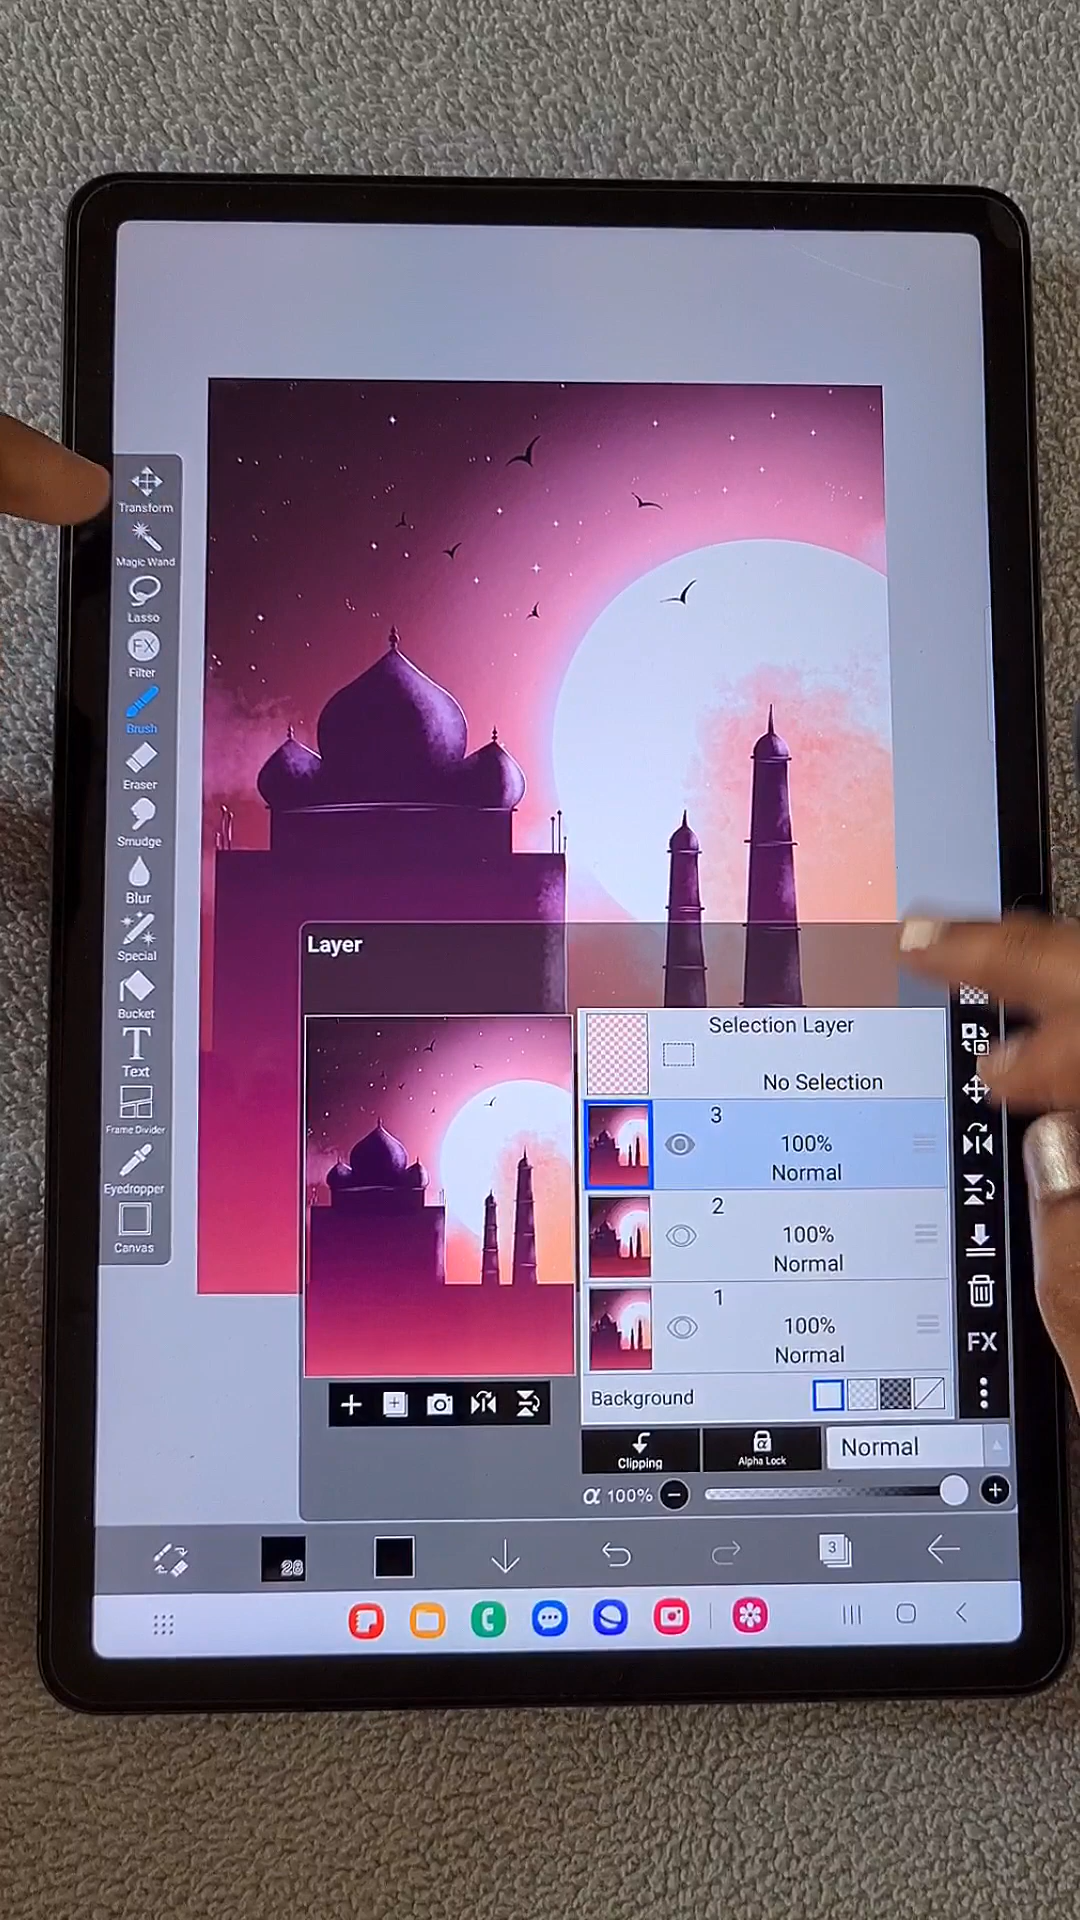 Transform
Magic Wand
Lasso
FX
Filter
Brush
Eraser
Smudge
Blur
Special
Bucket
T
Text
Frame Divider
Eyedropper
Canvas
Layer
Selection Layer
No Selection
3
100%
Normal
2
100%
Normal
1
100%
Normal
FX
Background
Clipping
α
Alpha Lock
Normal
α 100%
26
3